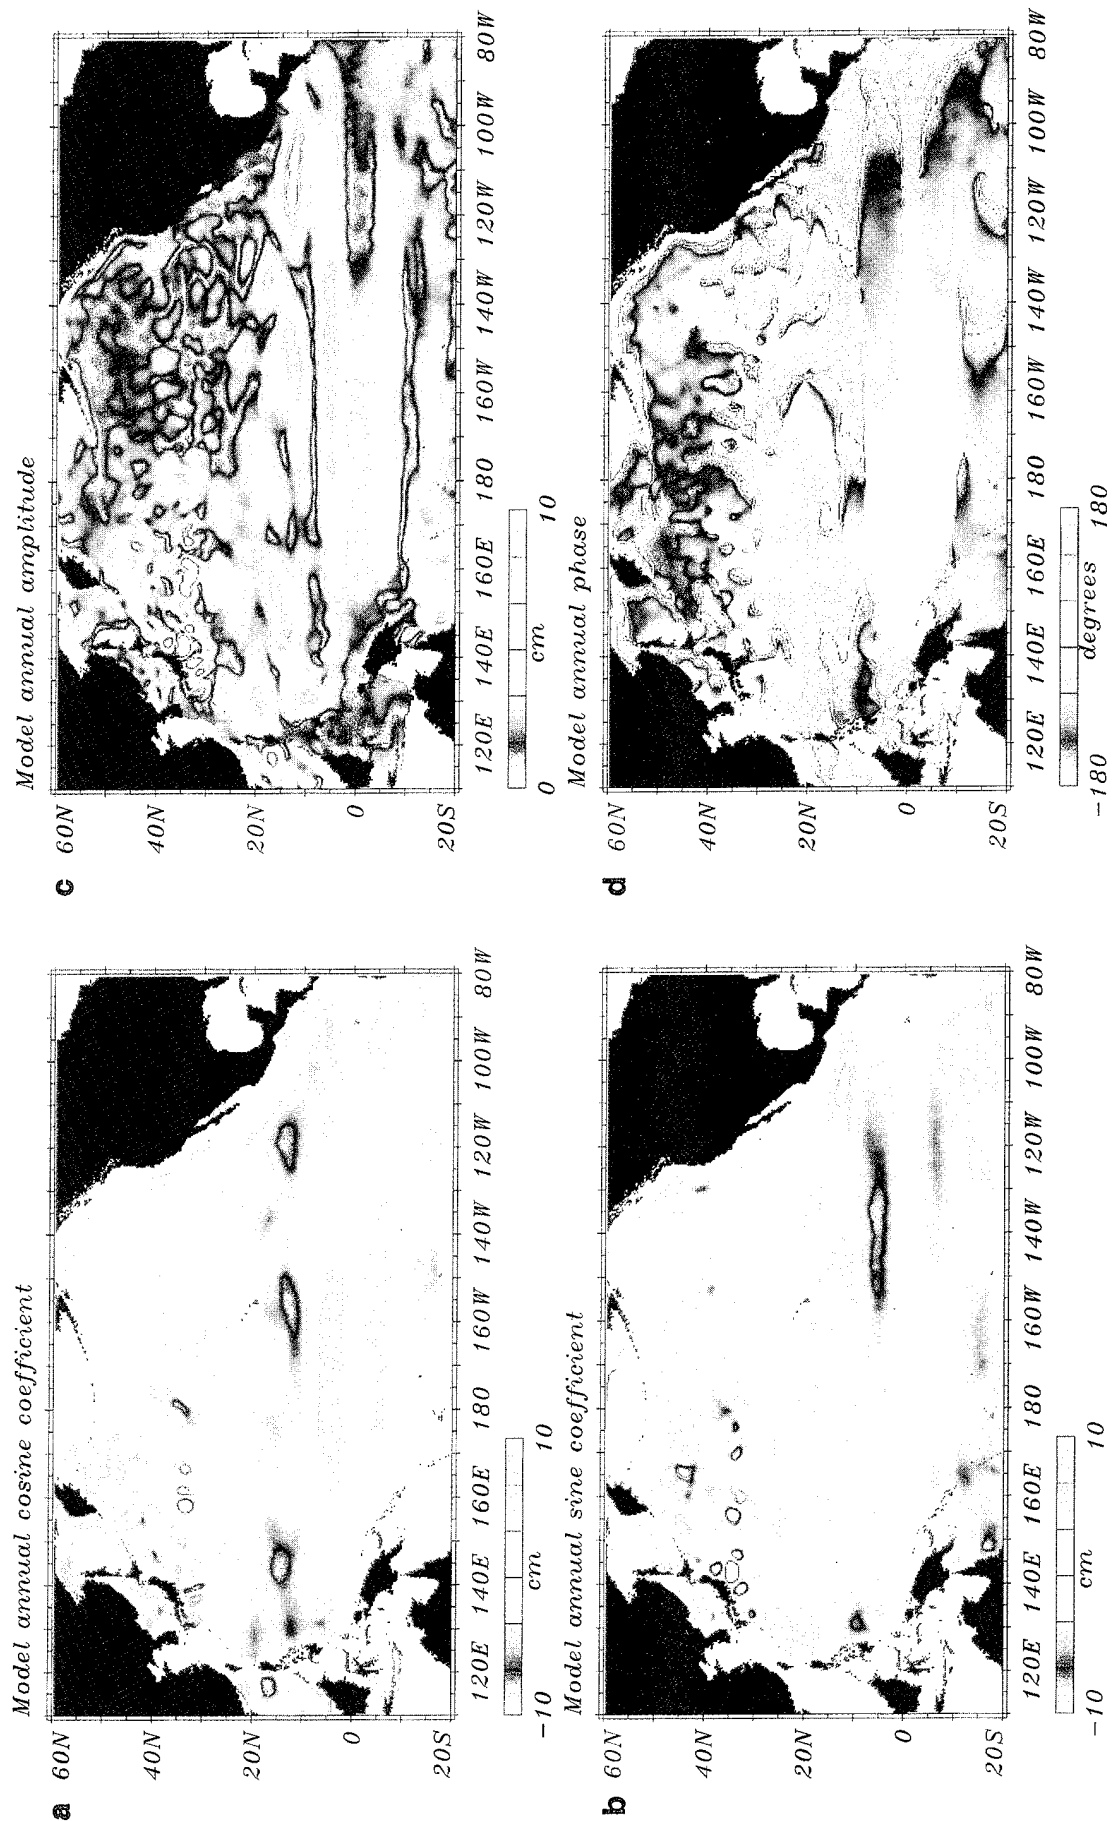 a
Model annual cosine coefficient
60N
40N
20N
0
20S
120E 140E 160E 180 160W 140W 120W 100W 80W
-10 cm 10
b
Model annual sine coefficient
60N
40N
20N
0
20S
120E 140E 160E 180 160W 140W 120W 100W 80W
-10 cm 10
c
Model annual amplitude
60N
40N
20N
0
20S
120E 140E 160E 180 160W 140W 120W 100W 80W
0 cm 10
d
Model annual phase
60N
40N
20N
0
20S
120E 140E 160E 180 160W 140W 120W 100W 80W
-180 degrees 180